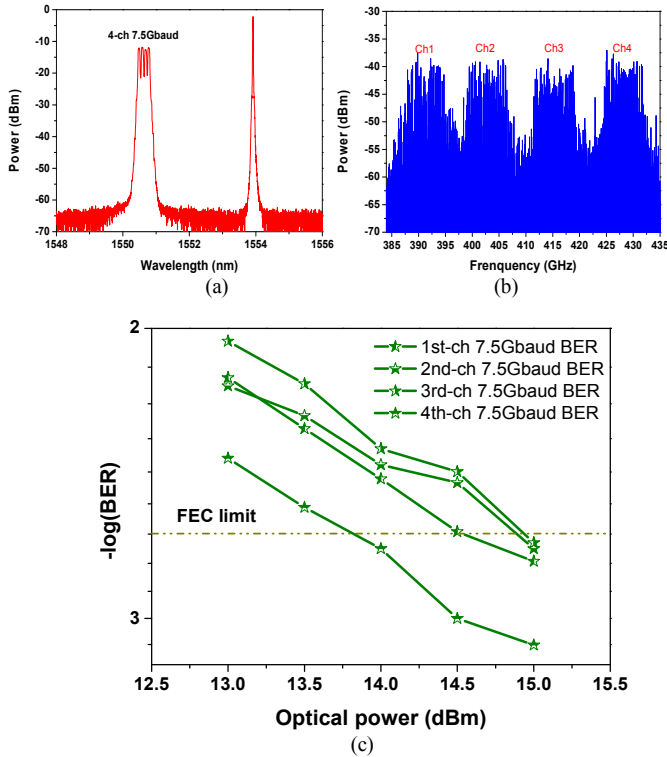 4-ch 7.5Gbaud
Power (dBm)
0
-10
-20
-30
-40
-50
-60
-70
1548
1550
1552
1554
1556
Wavelength (nm)
(a)
Ch1
Ch2
Ch3
Ch4
Power (dBm)
-30
-35
-40
-45
-50
-55
-60
-65
-70
385
390
395
400
405
410
415
420
425
430
435
Frenquency (GHz)
(b)
2
3
-log(BER)
1st-ch 7.5Gbaud BER
2nd-ch 7.5Gbaud BER
3rd-ch 7.5Gbaud BER
4th-ch 7.5Gbaud BER
FEC limit
12.5
13.0
13.5
14.0
14.5
15.0
15.5
Optical power (dBm)
(c)